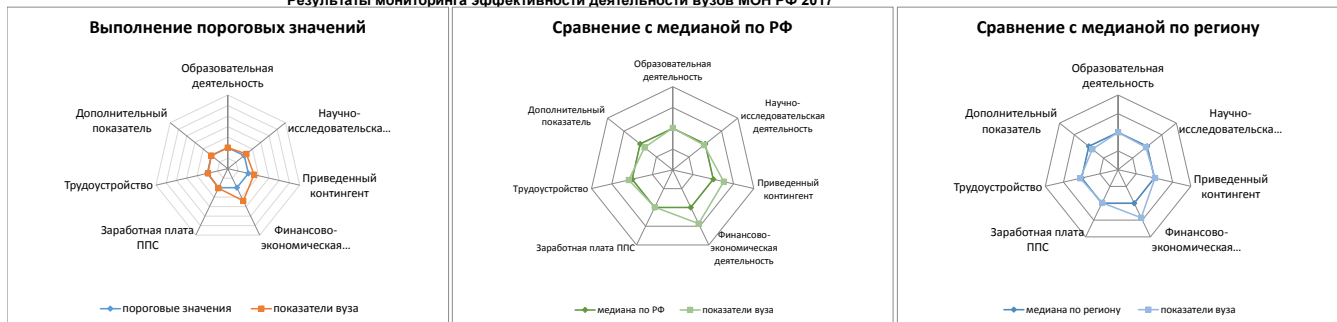 Результаты мониторинга эффективности деятельности вузов МОН РФ 2017
Выполнение пороговых значений
Образовательная
деятельность
Научно-
исследовательска...
Приведенный
контингент
Финансово-
экономическая...
Заработная плата
ППС
Трудоустройство
Дополнительный
показатель
пороговые значения
показатели вуза
Сравнение с медианой по РФ
Образовательная
деятельность
Научно-
исследовательская
деятельность
Приведенный
контингент
Финансово-
экономическая
деятельность
Заработная плата ППС
Трудоустройство
Дополнительный
показатель
медиана по РФ
показатели вуза
Сравнение с медианой по региону
Образовательная
деятельность
Научно-
исследовательска...
Приведенный
контингент
Финансово-
экономическая...
Заработная плата
ППС
Трудоустройство
Дополнительный
показатель
медиана по региону
показатели вуза